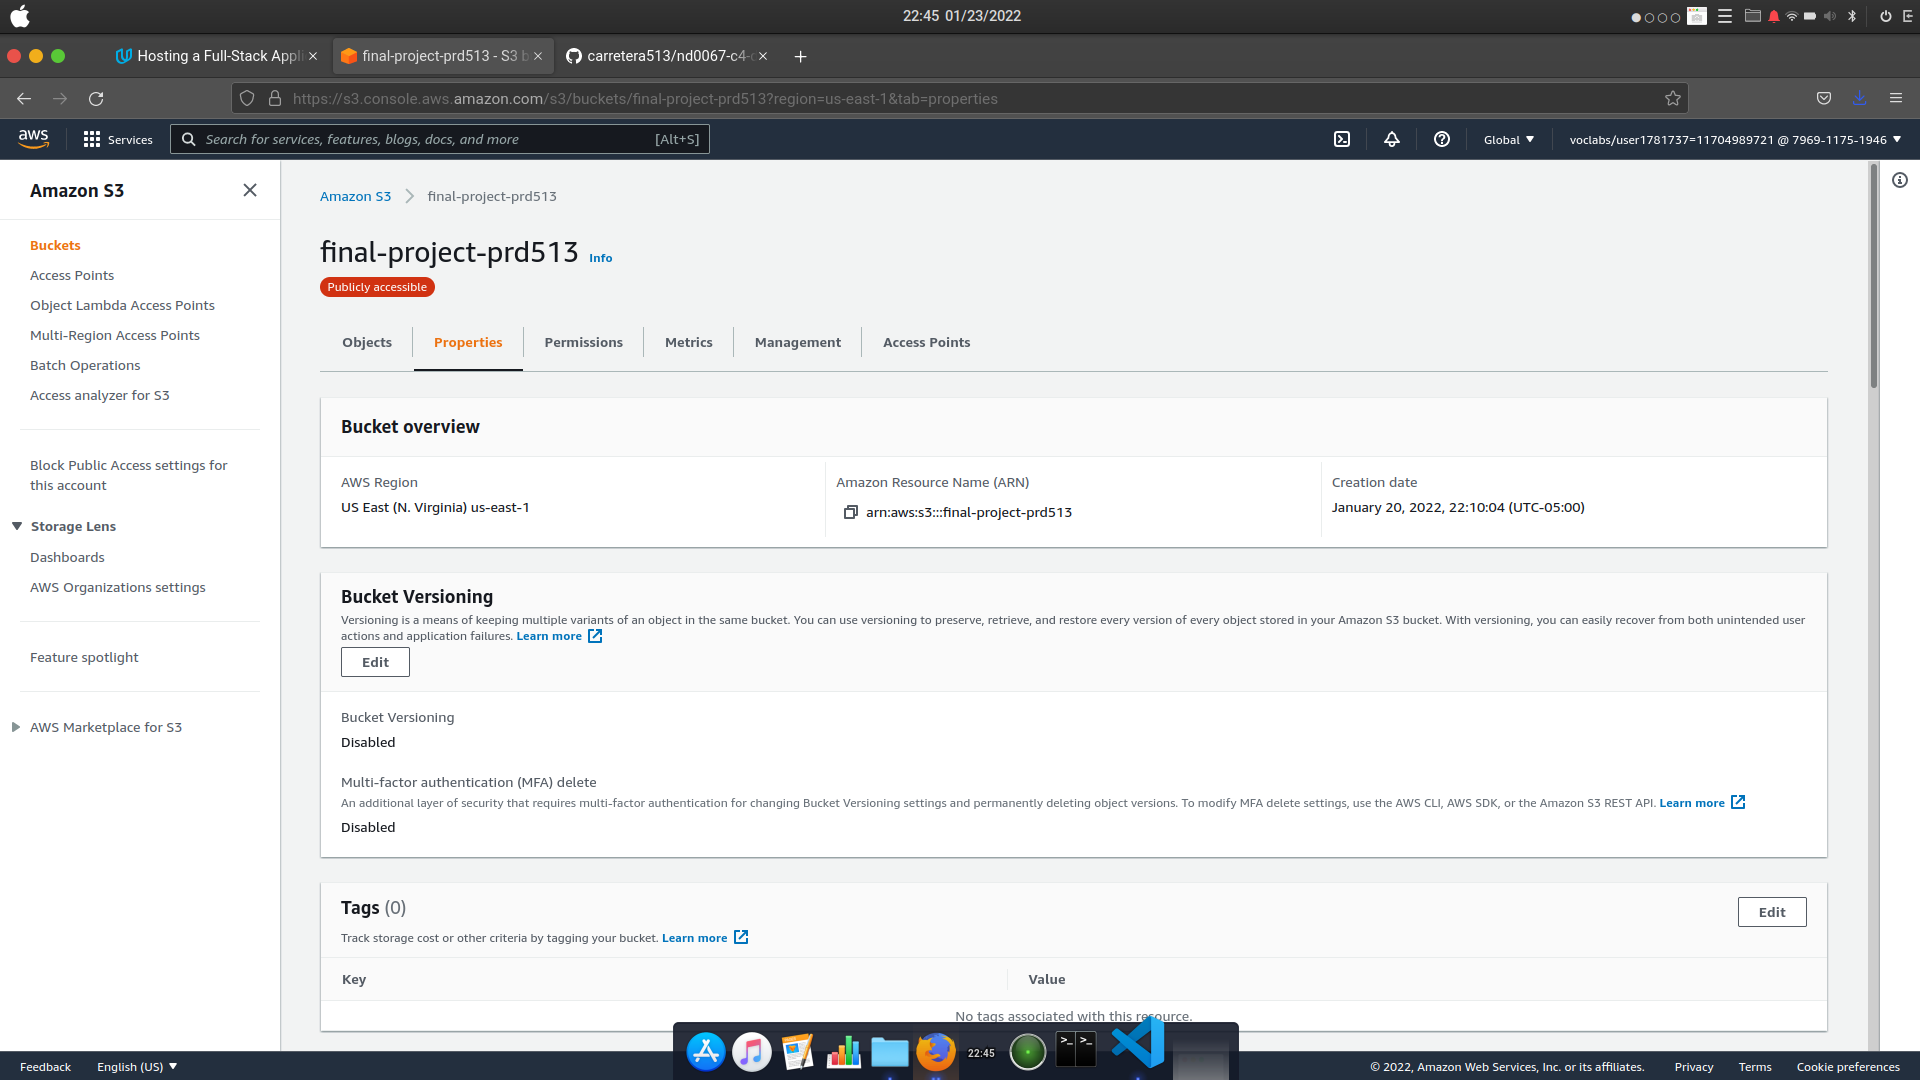 22:45 01/23/2022
Hosting a Full-Stack Appli
final-project-prd513 - S3 b
carretera513/nd0067-c4-
https://s3.console.aws.amazon.com/s3/buckets/final-project-prd513?region=us-east-1&tab=properties
aws
Services
Search for services, features, blogs, docs, and more
[Alt+S]
Global
voclabs/user1781737=11704989721 @ 7969-1175-1946
Amazon S3
Buckets
Access Points
Object Lambda Access Points
Multi-Region Access Points
Batch Operations
Access analyzer for S3
Block Public Access settings for
this account
Storage Lens
Dashboards
AWS Organizations settings
Feature spotlight
AWS Marketplace for S3
Amazon S3
final-project-prd513
final-project-prd513
Info
Publicly accessible
Objects
Properties
Permissions
Metrics
Management
Access Points
Bucket overview
AWS Region
US East (N. Virginia) us-east-1
Amazon Resource Name (ARN)
arn:aws:s3:::final-project-prd513
Creation date
January 20, 2022, 22:10:04 (UTC-05:00)
Bucket Versioning
Versioning is a means of keeping multiple variants of an object in the same bucket. You can use versioning to preserve, retrieve, and restore every version of every object stored in your Amazon S3 bucket. With versioning, you can easily recover from both unintended user
actions and application failures. Learn more
Edit
Bucket Versioning
Disabled
Multi-factor authentication (MFA) delete
An additional layer of security that requires multi-factor authentication for changing Bucket Versioning settings and permanently deleting object versions. To modify MFA delete settings, use the AWS CLI, AWS SDK, or the Amazon S3 REST API. Learn more
Disabled
Tags (0)
Edit
Track storage cost or other criteria by tagging your bucket. Learn more
Key
Value
No tags associated with this resource.
22:45
>_ >_
Feedback
English (US)
© 2022, Amazon Web Services, Inc. or its affiliates.
Privacy
Terms
Cookie preferences